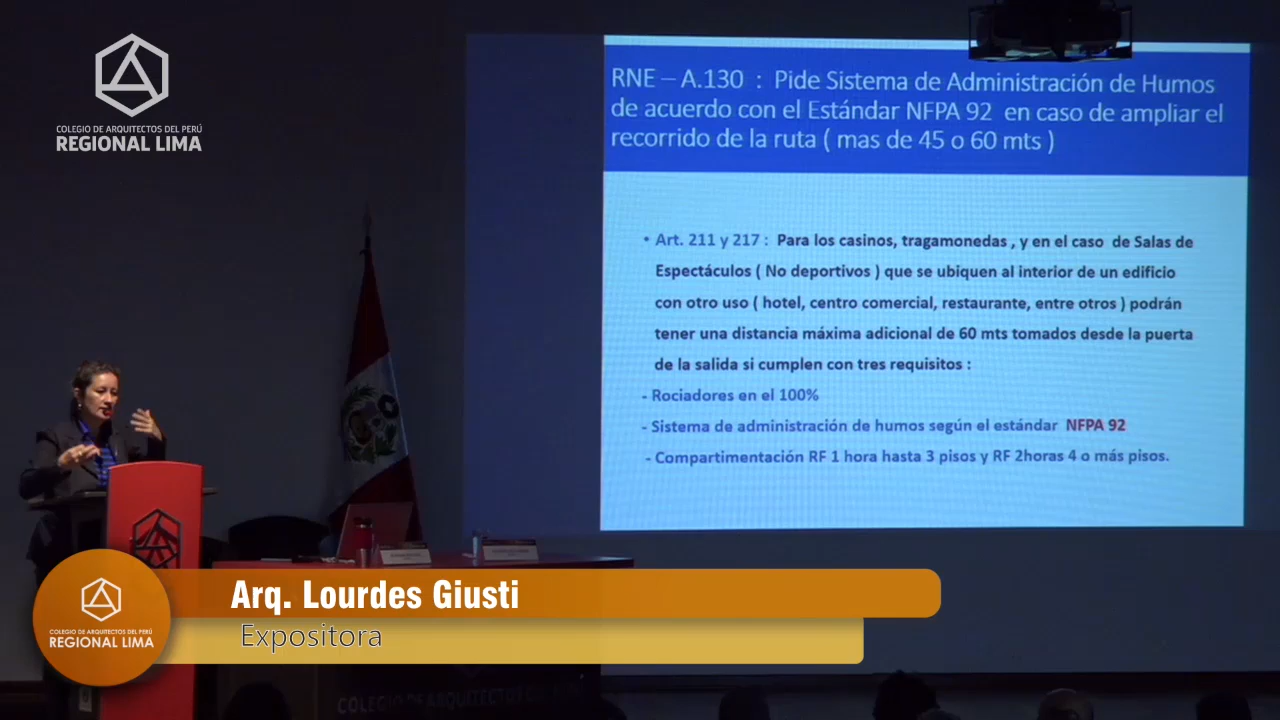 COLEGIO DE ARQUITECTOS DEL PERÚ
REGIONAL LIMA
RNE – A.130 : Pide Sistema de Administración de Humos
de acuerdo con el Estándar NFPA 92 en caso de ampliar el
recorrido de la ruta ( mas de 45 o 60 mts )
• Art. 211 y 217 : Para los casinos, tragamonedas , y en el caso de Salas de
Espectáculos ( No deportivos ) que se ubiquen al interior de un edificio
con otro uso ( hotel, centro comercial, restaurante, entre otros ) podrán
tener una distancia máxima adicional de 60 mts tomados desde la puerta
de la salida si cumplen con tres requisitos :
- Rociadores en el 100%
- Sistema de administración de humos según el estándar NFPA 92
- Compartimentación RF 1 hora hasta 3 pisos y RF 2horas 4 o más pisos.
Arq. Lourdes Giusti
Expositora
COLEGIO DE ARQUITECTOS DEL PERÚ
REGIONAL LIMA
COLEGIO DE ARQUITECTOS